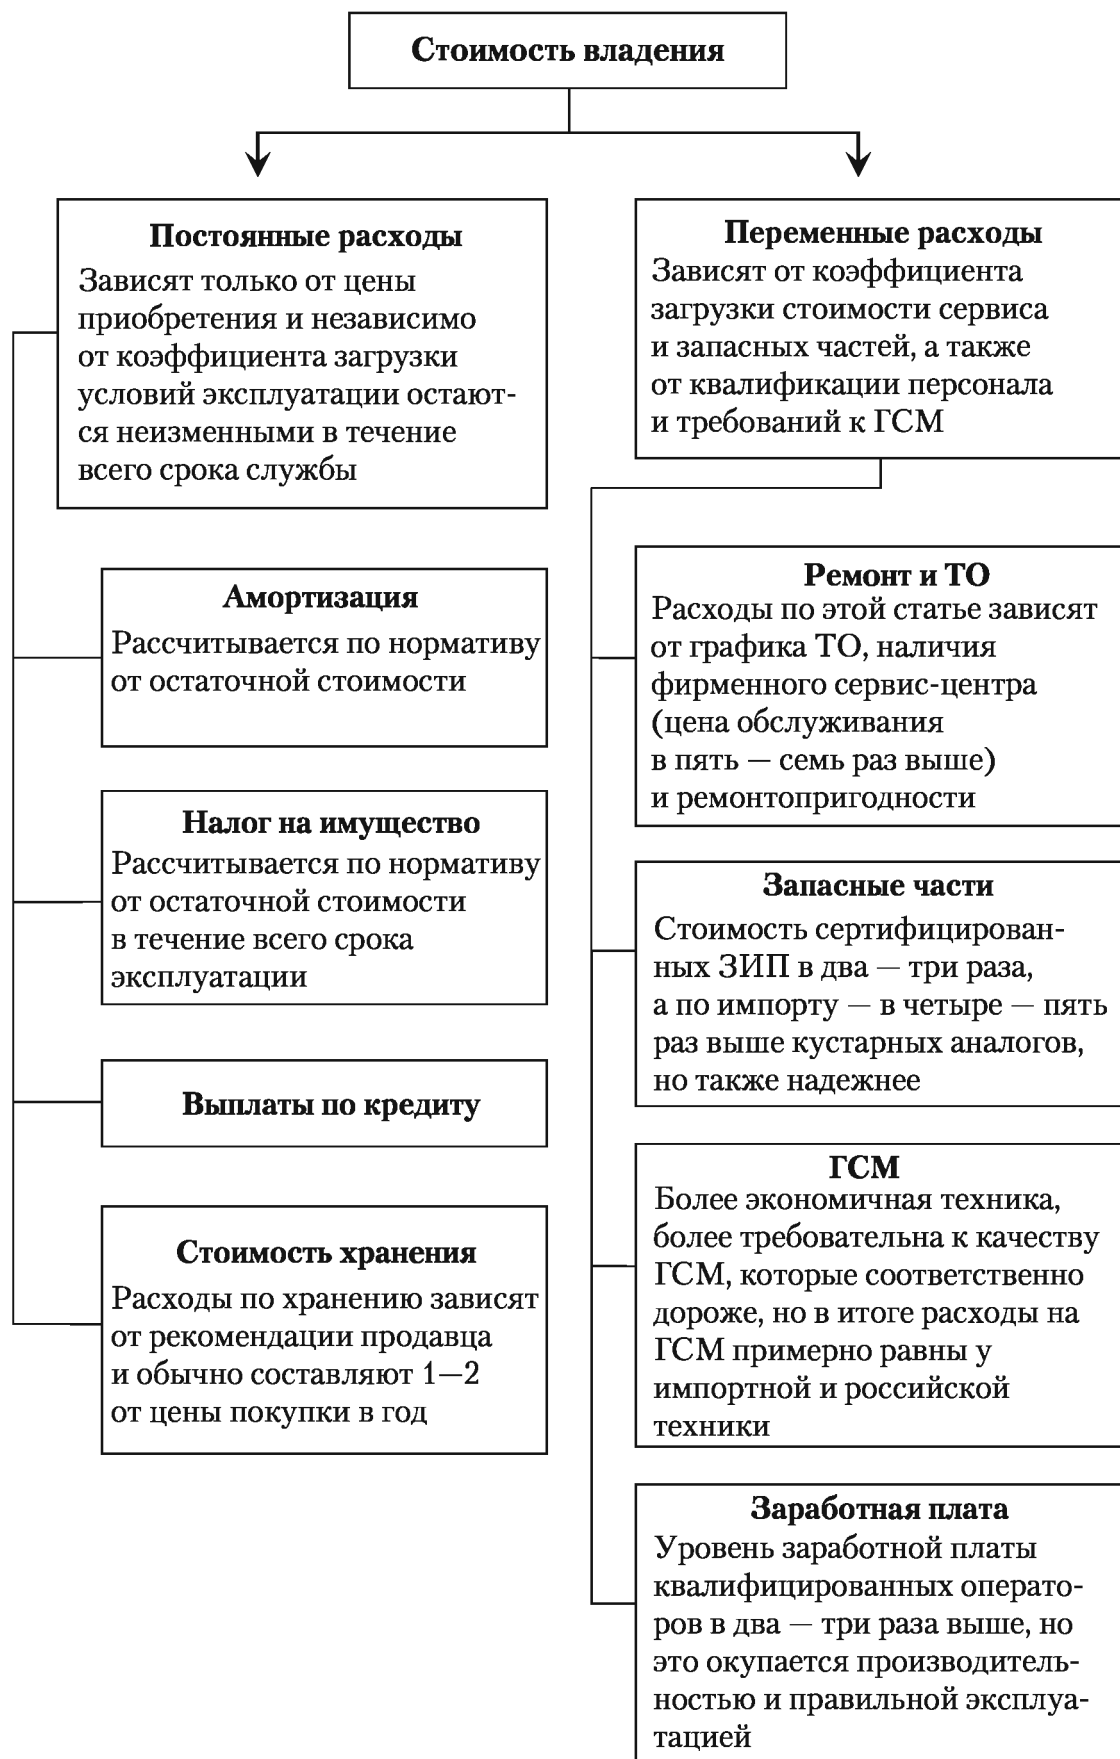 Стоимость владения
Постоянные расходы
Зависят только от цены
приобретения и независимо
от коэффициента загрузки
условий эксплуатации остают-
ся неизменными в течение
всего срока службы
Амортизация
Рассчитывается по нормативу
от остаточной стоимости
Налог на имущество
Рассчитывается по нормативу
от остаточной стоимости
в течение всего срока
эксплуатации
Выплаты по кредиту
Стоимость хранения
Расходы по хранению зависят
от рекомендации продавца
и обычно составляют 1—2
от цены покупки в год
Переменные расходы
Зависят от коэффициента
загрузки стоимости сервиса
и запасных частей, а также
от квалификации персонала
и требований к ГСМ
Ремонт и ТО
Расходы по этой статье зависят
от графика ТО, наличия
фирменного сервис-центра
(цена обслуживания
в пять — семь раз выше)
и ремонтопригодности
Запасные части
Стоимость сертифицирован-
ных ЗИП в два — три раза,
а по импорту — в четыре — пять
раз выше кустарных аналогов,
но также надежнее
ГСМ
Более экономичная техника,
более требовательна к качеству
ГСМ, которые соответственно
дороже, но в итоге расходы на
ГСМ примерно равны у
импортной и российской
техники
Заработная плата
Уровень заработной платы
квалифицированных операто-
ров в два — три раза выше, но
это окупается производитель-
ностью и правильной эксплуа-
тацией